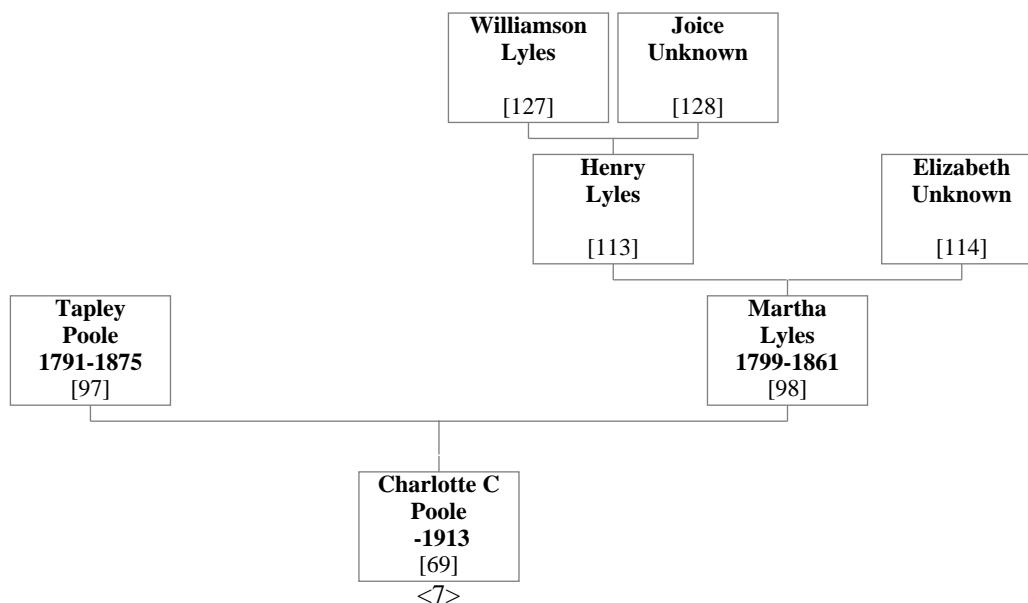 Williamson
Lyles
[127]
Joice
Unknown
[128]
Henry
Lyles
[113]
Elizabeth
Unknown
[114]
Tapley
Poole
1791-1875
[97]
Martha
Lyles
1799-1861
[98]
Charlotte C
Poole
-1913
[69]
<7>